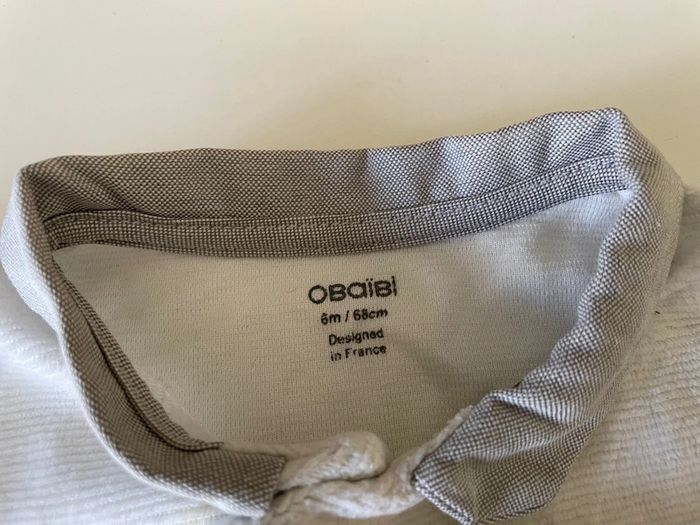 OBaïBi
6m / 68cm
Designed
in France